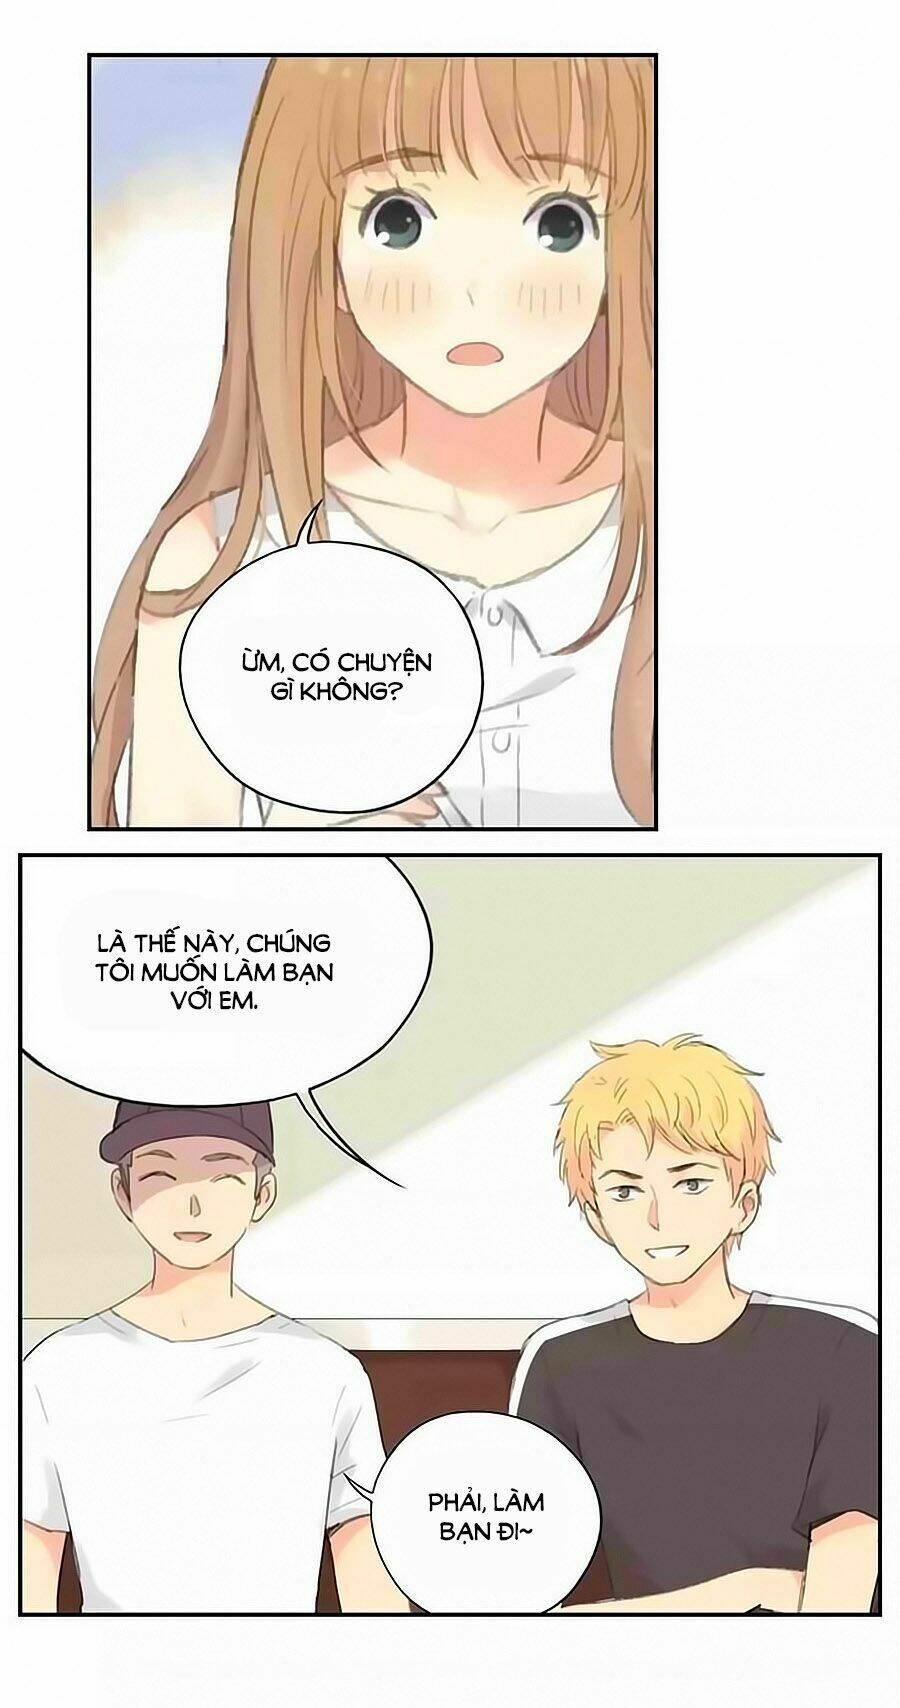 ỪM, CÓ CHUYỆN
GÌ KHÔNG?
LÀ THẾ NÀY, CHÚNG
TÔI MUỐN LÀM BẠN
VỚI EM.
PHẢI, LÀM
BẠN ĐI~